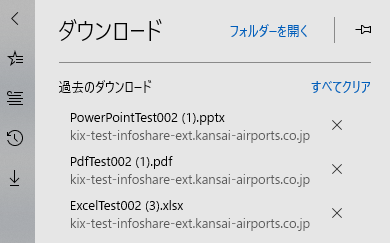 ダウンロード
フォルダーを開く
過去のダウンロード
すべてクリア
PowerPointTest002 (1).pptx
kix-test-infoshare-ext.kansai-airports.co.jp
PdfTest002 (1).pdf
kix-test-infoshare-ext.kansai-airports.co.jp
ExcelTest002 (3).xlsx
kix-test-infoshare-ext.kansai-airports.co.jp